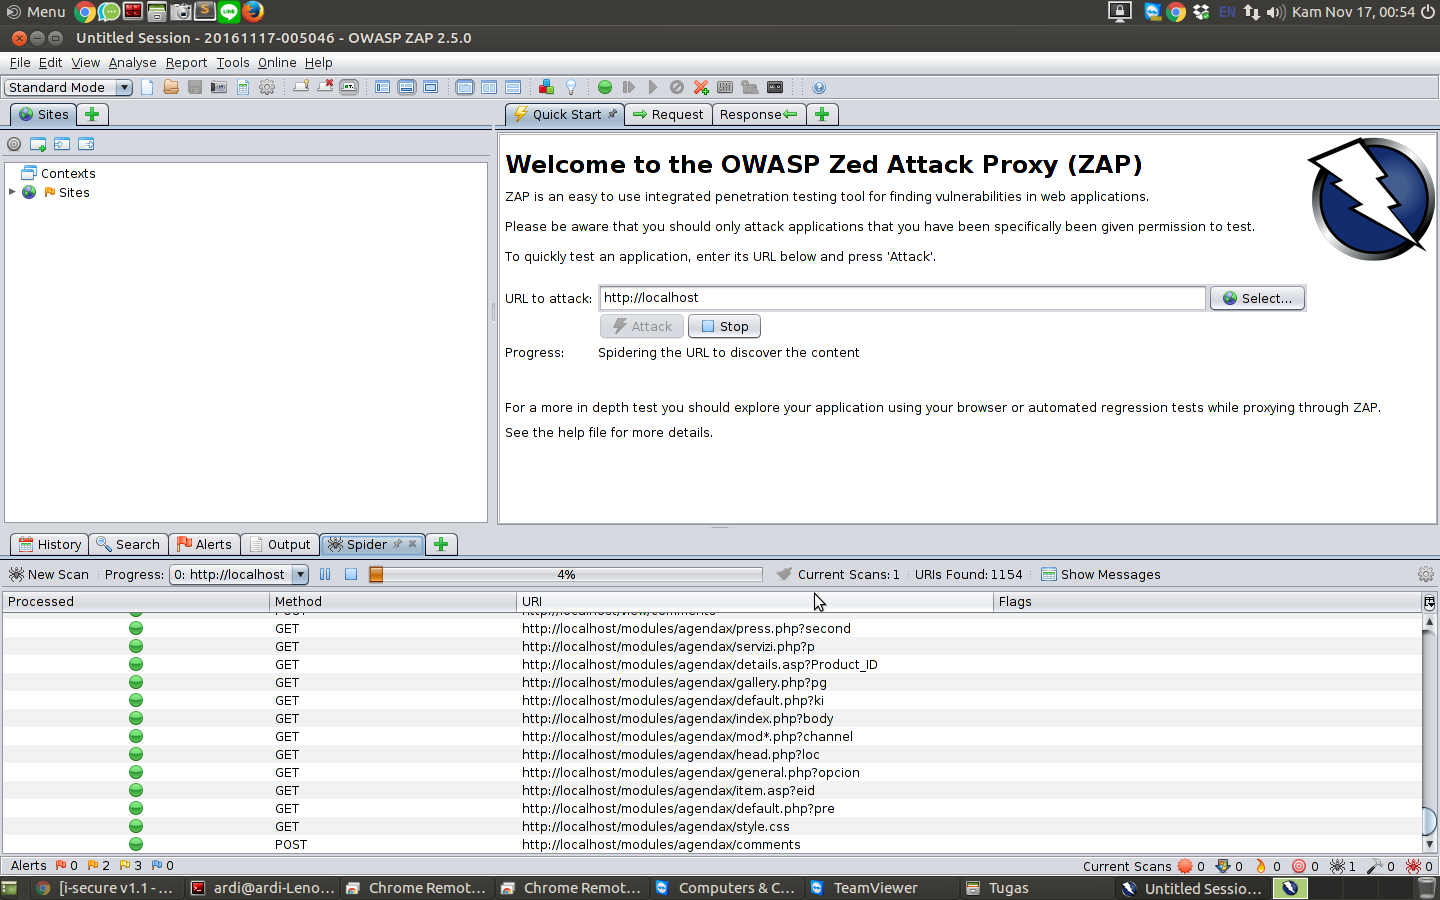 Menu EN Kam Nov 17, 00:54
Untitled Session - 20161117-005046 - OWASP ZAP 2.5.0
File Edit View Analyse Report Tools Online Help
Standard Mode
Sites
Quick Start Request Response
Contexts
Sites
Welcome to the OWASP Zed Attack Proxy (ZAP)
ZAP is an easy to use integrated penetration testing tool for finding vulnerabilities in web applications.
Please be aware that you should only attack applications that you have been specifically been given permission to test.
To quickly test an application, enter its URL below and press 'Attack'.
URL to attack: http://localhost Select...
Attack Stop
Progress: Spidering the URL to discover the content
For a more in depth test you should explore your application using your browser or automated regression tests while proxying through ZAP.
See the help file for more details.
History Search Alerts Output Spider
New Scan Progress: 0: http://localhost 4% Current Scans: 1 URIs Found: 1154 Show Messages
Processed Method URI Flags
POST http://localhost/view/comments
GET http://localhost/modules/agendax/press.php?second
GET http://localhost/modules/agendax/servizi.php?p
GET http://localhost/modules/agendax/details.asp?Product_ID
GET http://localhost/modules/agendax/gallery.php?pg
GET http://localhost/modules/agendax/default.php?ki
GET http://localhost/modules/agendax/index.php?body
GET http://localhost/modules/agendax/mod*.php?channel
GET http://localhost/modules/agendax/head.php?loc
GET http://localhost/modules/agendax/general.php?opcion
GET http://localhost/modules/agendax/item.asp?eid
GET http://localhost/modules/agendax/default.php?pre
GET http://localhost/modules/agendax/style.css
POST http://localhost/modules/agendax/comments
Alerts 0 2 3 0 Current Scans 0 0 0 0 1 0 0
[i-secure v1.1 - ... ardi@ardi-Leno... Chrome Remot... Chrome Remot... Computers & C... TeamViewer Tugas Untitled Sessio...